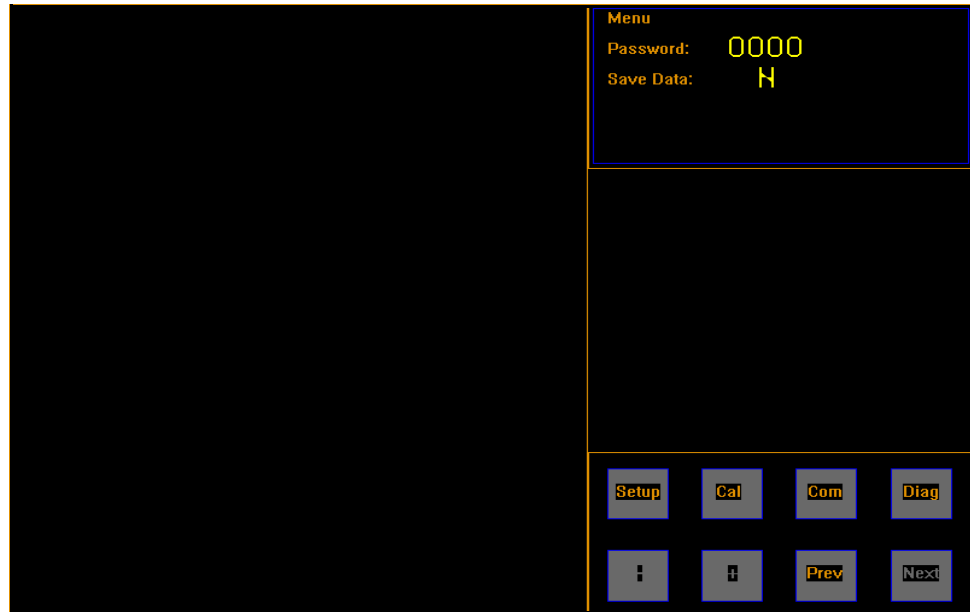 Menu
Password: 0000
Save Data: N
Setup Cal Com Diag
- + Prev Next